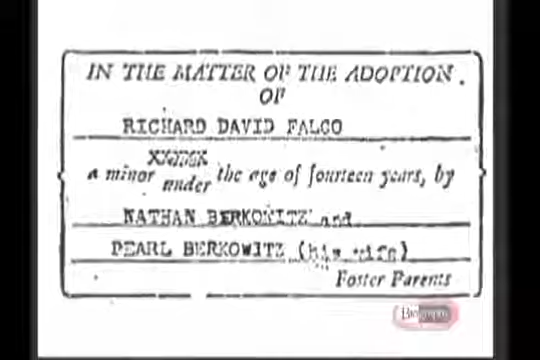 IN THE MATTER OF THE ADOPTION
OF
RICHARD DAVID FALCO
a minor under the age of fourteen years, by
NATHAN BERKOWITZ and
PEARL BERKOWITZ (his wife)
Foster Parents